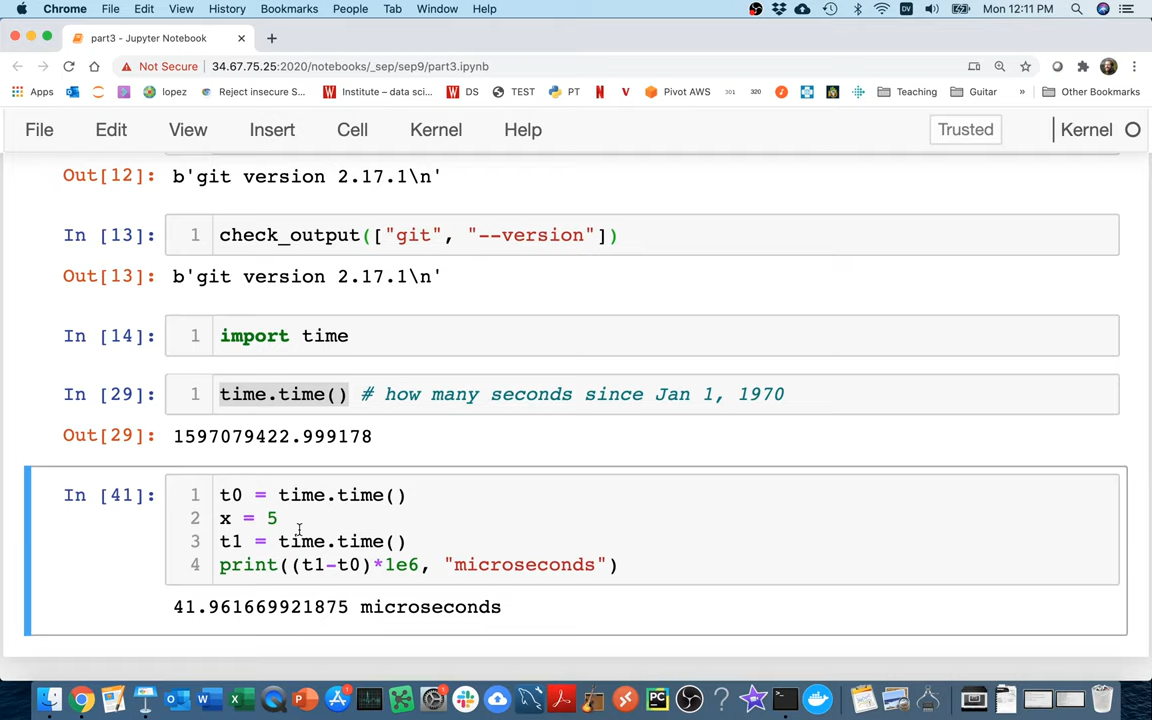 Chrome File Edit View History Bookmarks People Tab Window Help DV Mon 12:11 PM
part3 - Jupyter Notebook
Not Secure 34.67.75.25:2020/notebooks/_sep/sep9/part3.ipynb
Apps lopez Reject insecure S... Institute – data sci... DS TEST PT Pivot AWS 301 320 Teaching Guitar » Other Bookmarks
File Edit View Insert Cell Kernel Help Trusted Kernel
Out[12]: b'git version 2.17.1\n'
In [13]: 1 check_output(["git", "--version"])
Out[13]: b'git version 2.17.1\n'
In [14]: 1 import time
In [29]: 1 time.time() # how many seconds since Jan 1, 1970
Out[29]: 1597079422.999178
In [41]: 1 t0 = time.time()
2 x = 5
3 t1 = time.time()
4 print((t1-t0)*1e6, "microseconds")
41.961669921875 microseconds